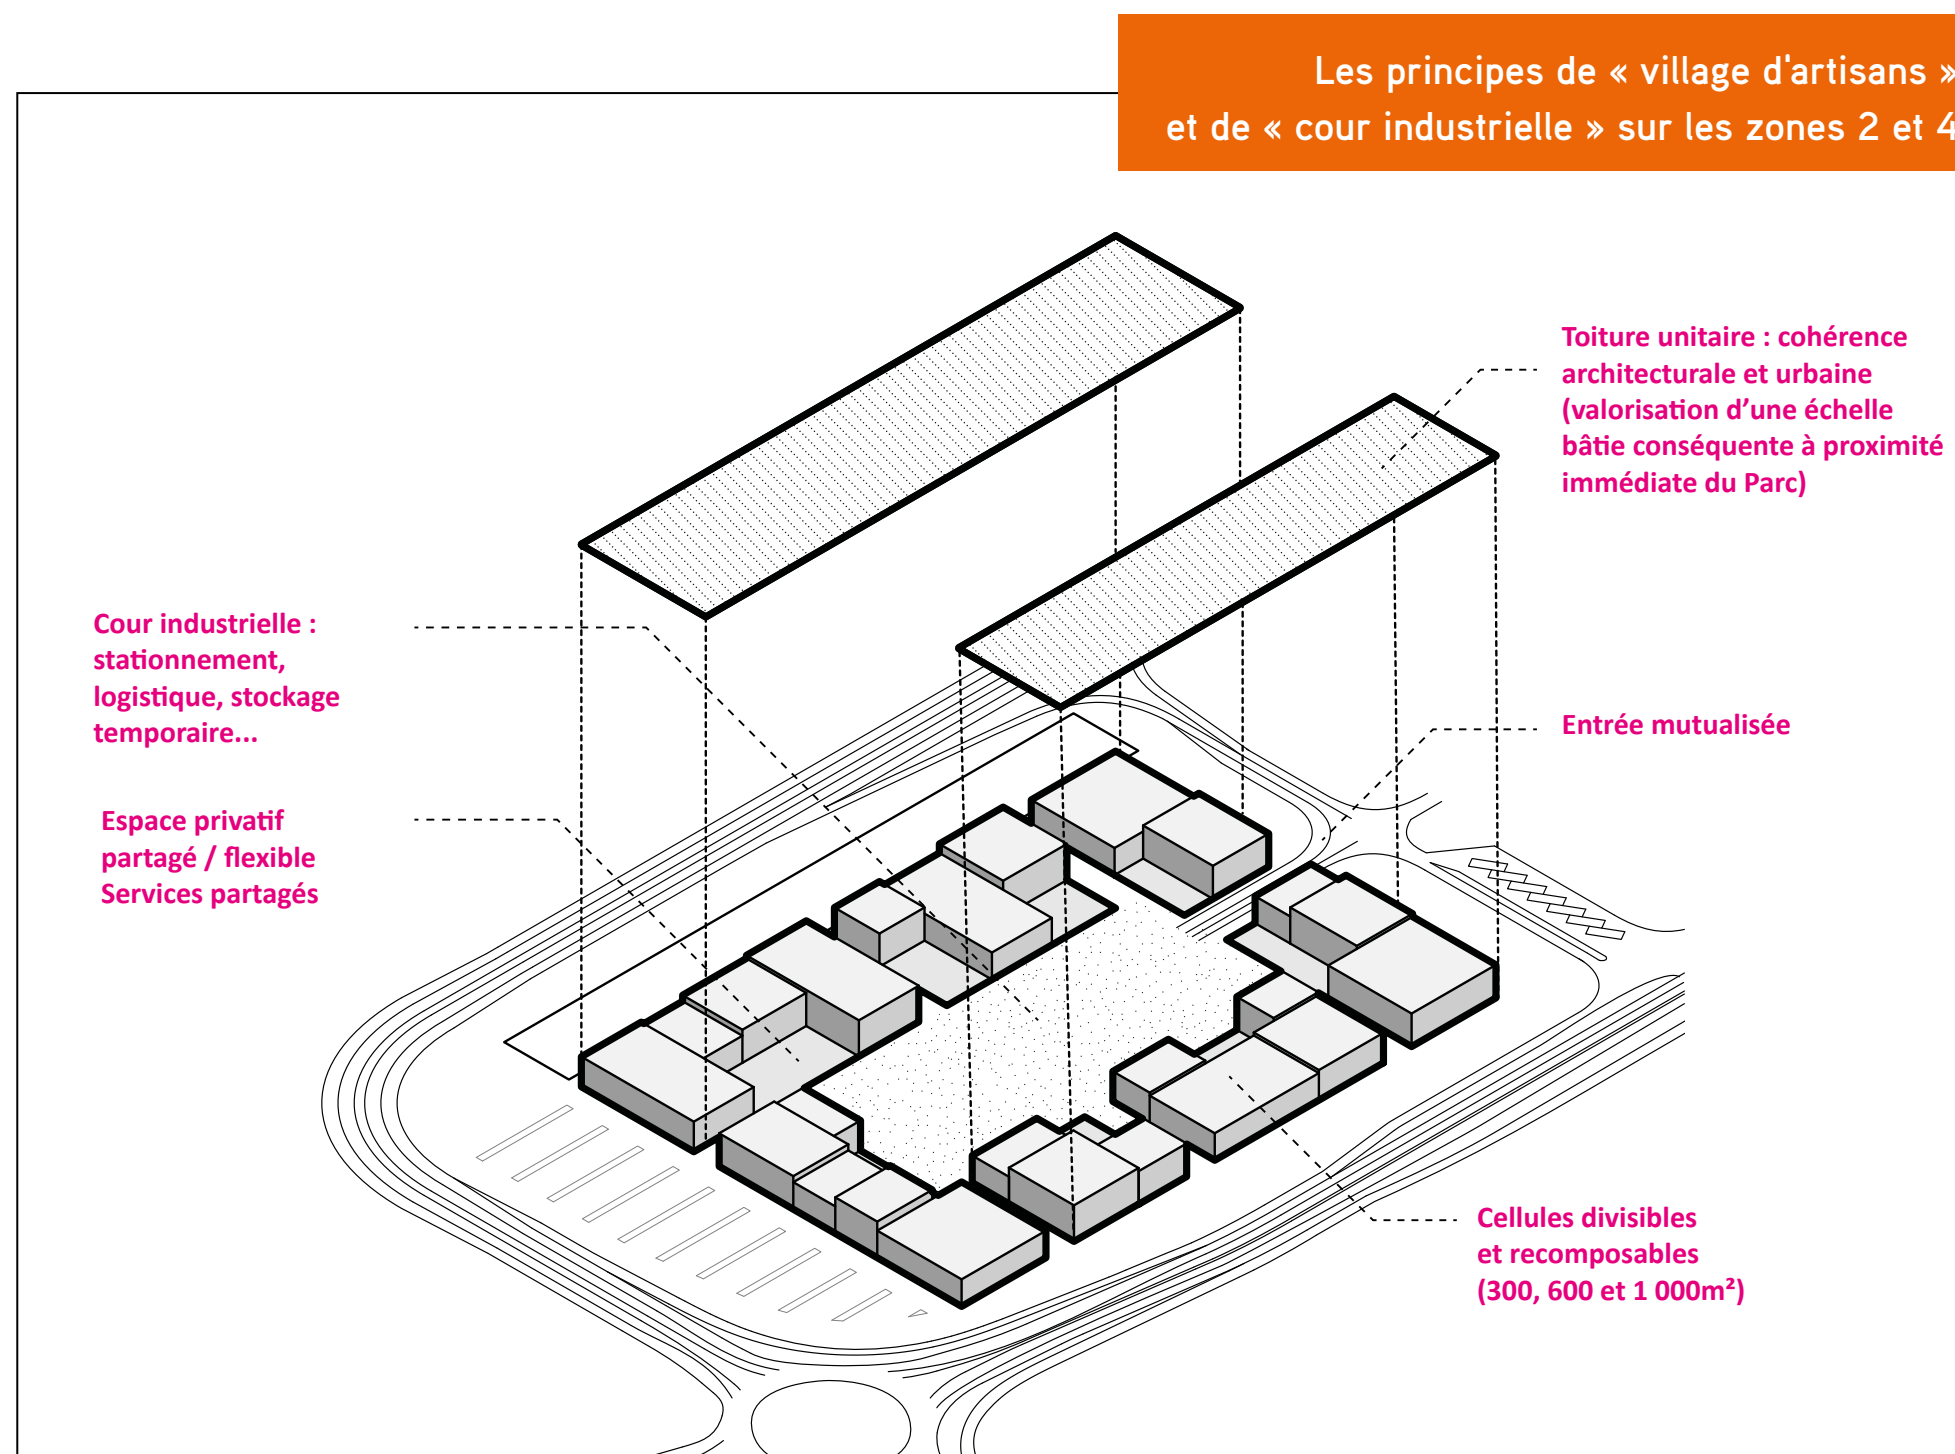 Les principes de « village d'artisans »
et de « cour industrielle » sur les zones 2 et 4
Toiture unitaire : cohérence
architecturale et urbaine
(valorisation d’une échelle
bâtie conséquente à proximité
immédiate du Parc)
Cour industrielle :
stationnement,
logistique, stockage
temporaire...
Entrée mutualisée
Espace privatif
partagé / flexible
Services partagés
Cellules divisibles
et recomposables
(300, 600 et 1 000m²)